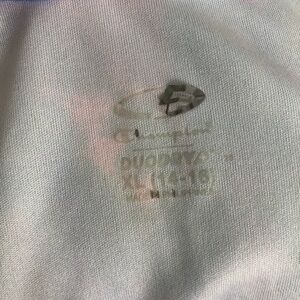 Champion
DUODRY
XL (14-16)